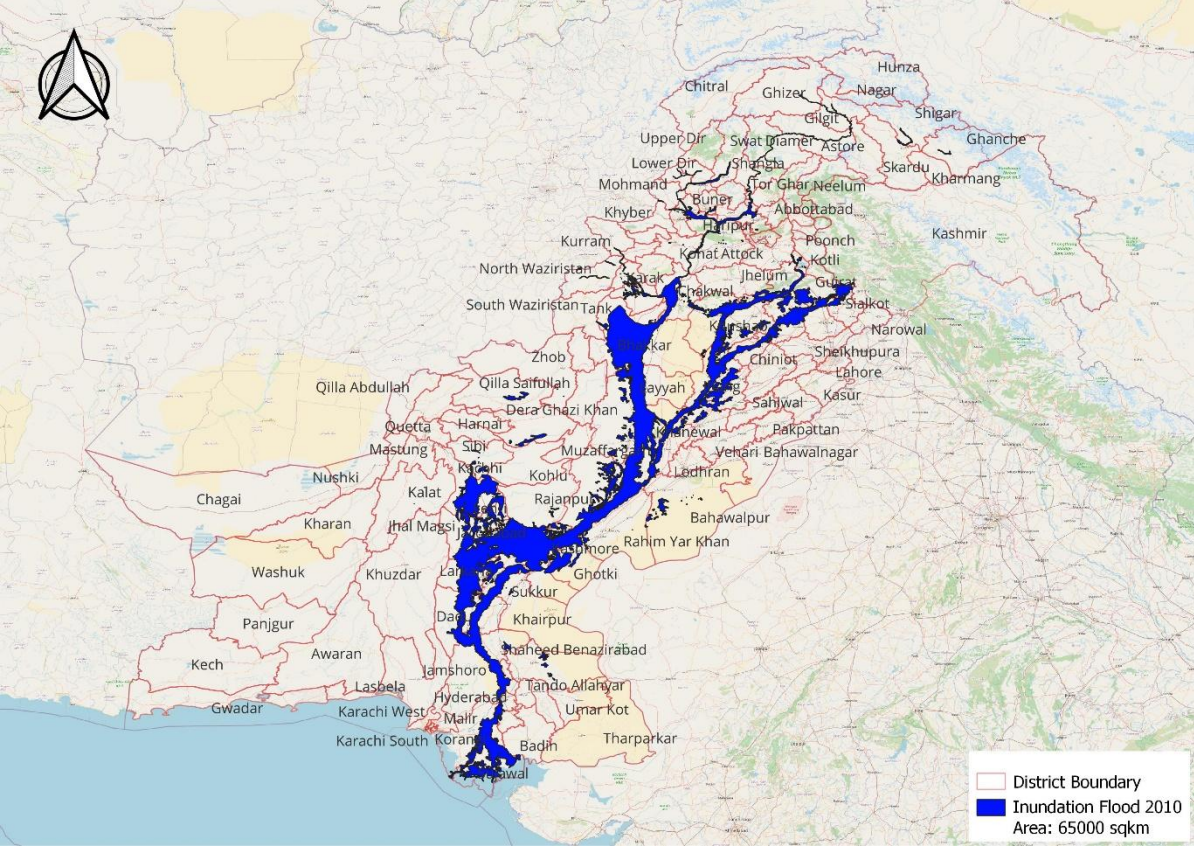 Hunza
Chitral
Ghizer
Nagar
Gilgit
Shigar
Upper Dir
Swat Diamer
Astore
Ghanche
Lower Dir
Shangla
Skardu
Kharmang
Mohmand
Tor Ghar Neelum
Buner
Khyber
Abbottabad
Haripur
Kashmir
Kurram
Poonch
Attock
Kotli
North Waziristan
Jhelum
Karak
Gujrat
Chakwal
South Waziristan
Tank
Sialkot
Khushab
Narowal
Bhakkar
Zhob
Sheikhupura
Chiniot
Lahore
Qilla Abdullah
Qilla Saifullah
Layyah
Kasur
Sahiwal
Dera Ghazi Khan
Quetta
Harnai
Khanewal
Pakpattan
Mastung
Sibi
Muzaffarga
Vehari Bahawalnagar
Kachhi
Lodhran
Nushki
Kohlu
Chagai
Kalat
Rajanpur
Bahawalpur
Kharan
Jhal Magsi
Rahim Yar Khan
Kashmore
Washuk
Khuzdar
Ghotki
Sukkur
Khairpur
Panjgur
Awaran
Shaheed Benazirabad
Kech
Jamshoro
Lasbela
Tando Allahyar
Hyderabad
Gwadar
Karachi West
Umar Kot
Malir
Karachi South
Badin
Tharparkar
District Boundary
Inundation Flood 2010
Area: 65000 sqkm